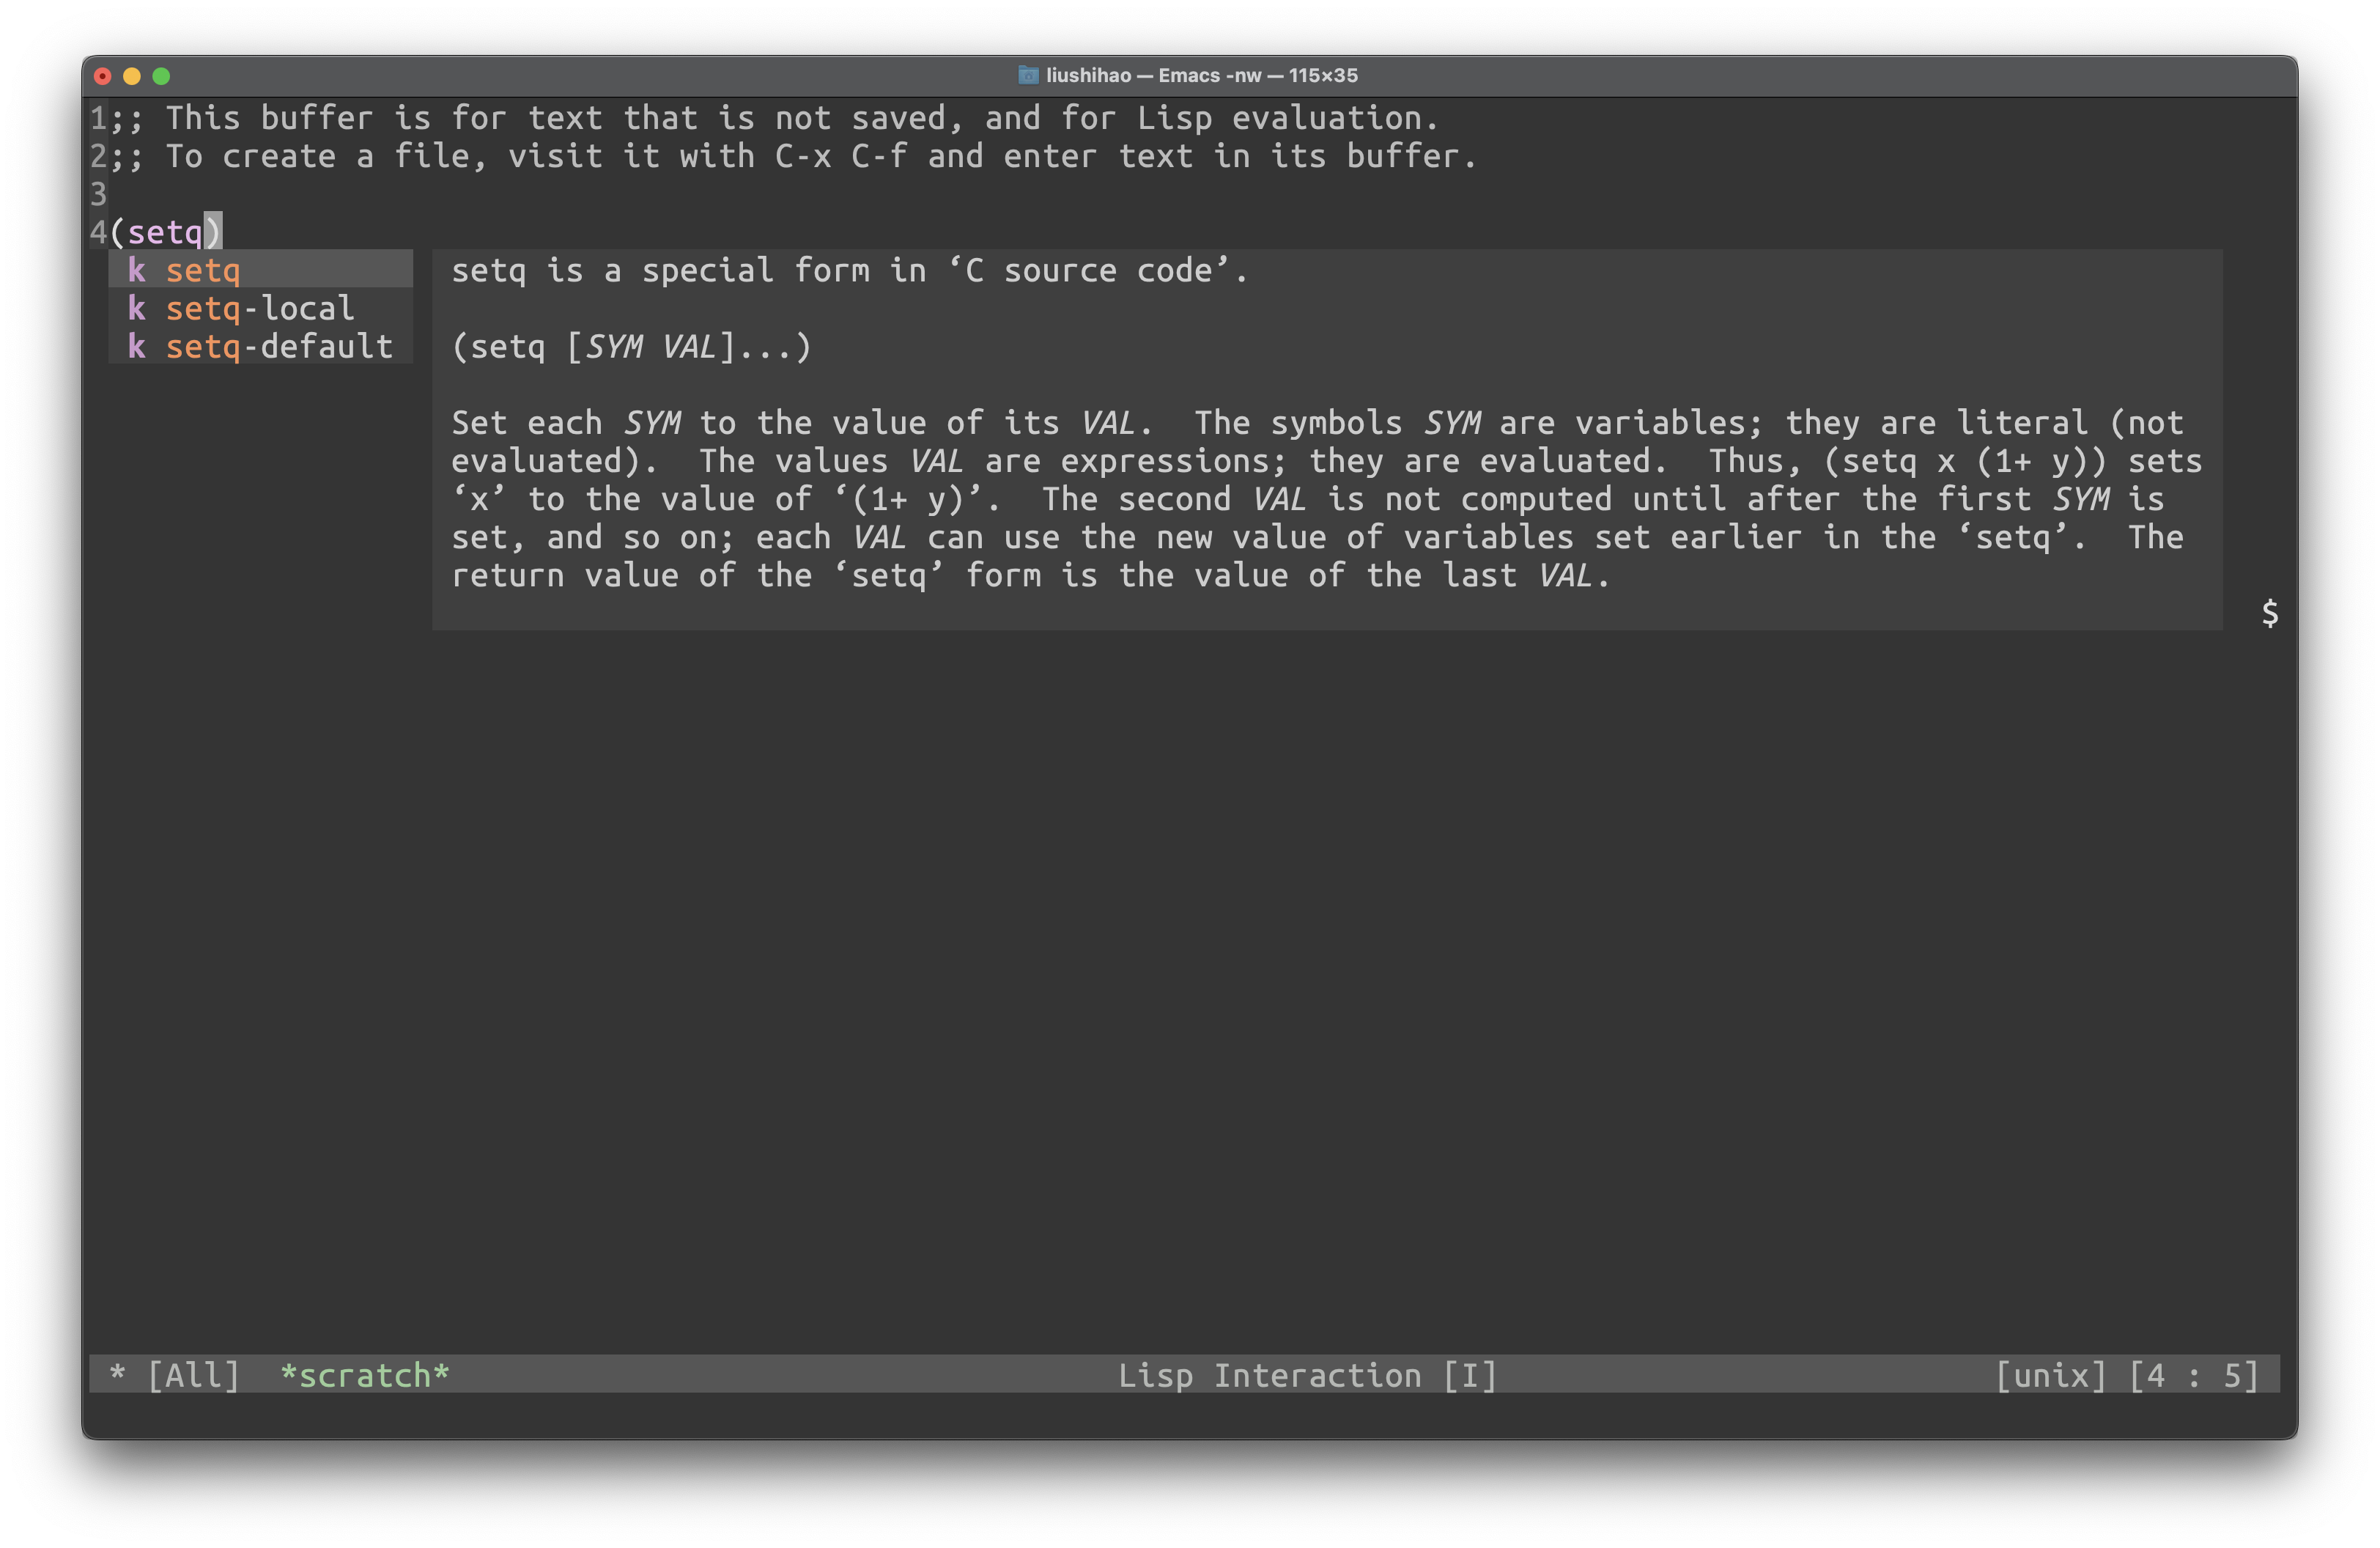 liushihao — Emacs -nw — 115×35
1;; This buffer is for text that is not saved, and for Lisp evaluation.
2;; To create a file, visit it with C-x C-f and enter text in its buffer.
3
4(setq)
k setq
k setq-local
k setq-default
setq is a special form in ‘C source code’.
(setq [SYM VAL]...)
Set each SYM to the value of its VAL.  The symbols SYM are variables; they are literal (not
evaluated).  The values VAL are expressions; they are evaluated.  Thus, (setq x (1+ y)) sets
‘x’ to the value of ‘(1+ y)’.  The second VAL is not computed until after the first SYM is
set, and so on; each VAL can use the new value of variables set earlier in the ‘setq’.  The
return value of the ‘setq’ form is the value of the last VAL.
$
* [All]  *scratch*  Lisp Interaction [I]  [unix] [4 : 5]